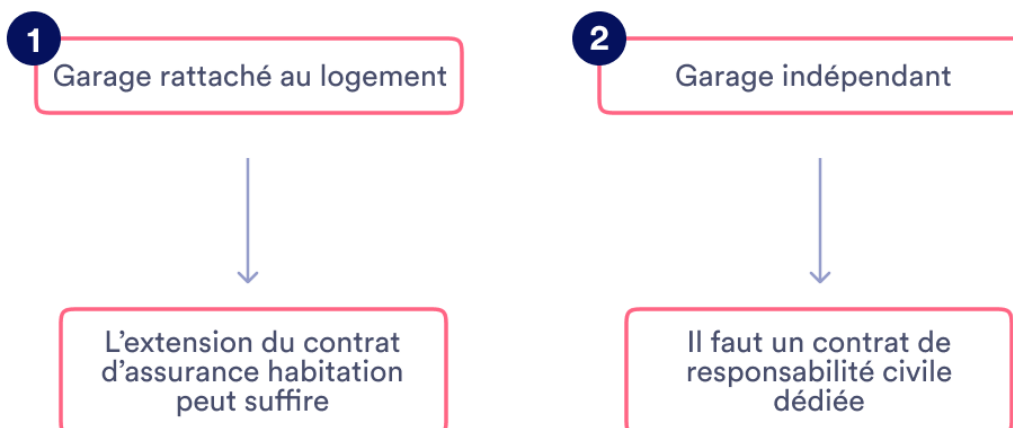 1
Garage rattaché au logement
2
Garage indépendant
L’extension du contrat
d’assurance habitation
peut suffire
Il faut un contrat de
responsabilité civile
dédiée